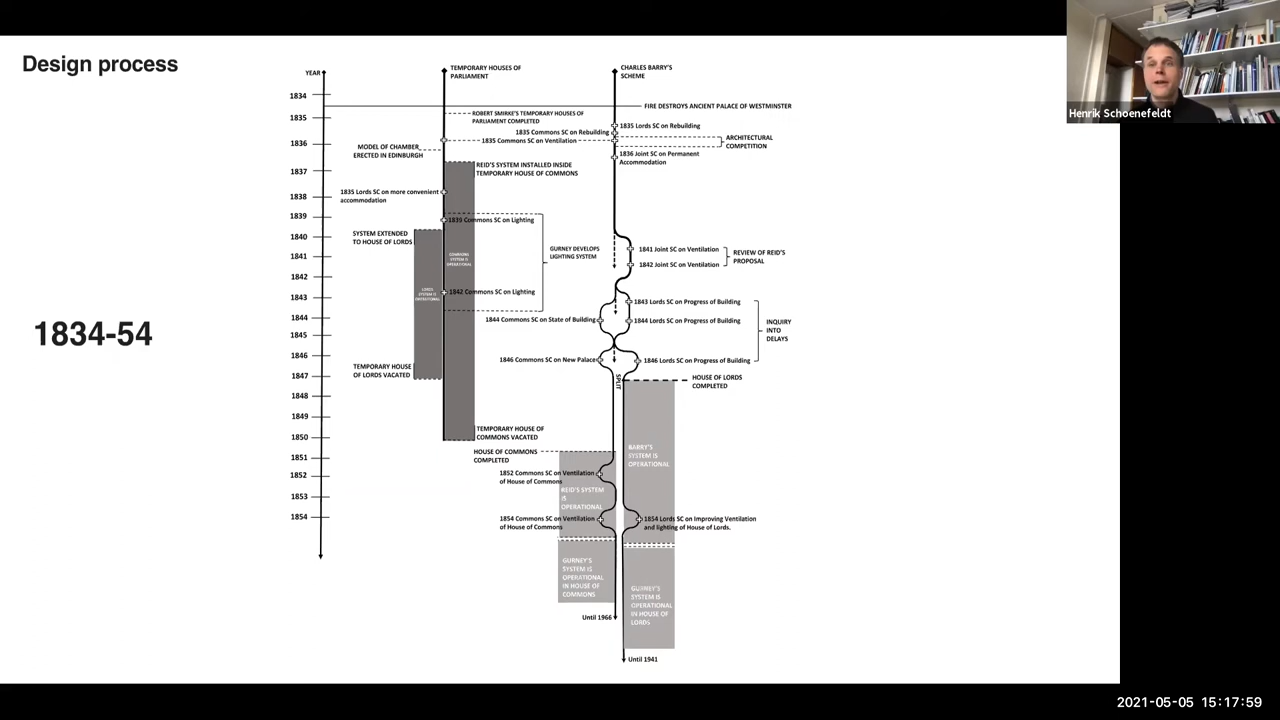 Design process
1834-54
YEAR
1834
1835
1836
1837
1838
1839
1840
1841
1842
1843
1844
1845
1846
1847
1848
1849
1850
1851
1852
1853
1854
TEMPORARY HOUSES OF
PARLIAMENT
ROBERT SMIRKE'S TEMPORARY HOUSES OF
PARLIAMENT COMPLETED
MODEL OF CHAMBER
ERECTED IN EDINBURGH
REID'S SYSTEM INSTALLED INSIDE
TEMPORARY HOUSE OF COMMONS
1835 Lords SC on more convenient
accommodation
1839 Commons SC on Lighting
SYSTEM EXTENDED
TO HOUSE OF LORDS
COMMONS
SYSTEM IS
OPERATIONAL
LORDS
SYSTEM IS
OPERATIONAL
GURNEY DEVELOPS
LIGHTING SYSTEM
1842 Commons SC on Lighting
TEMPORARY HOUSE
OF LORDS VACATED
TEMPORARY HOUSE OF
COMMONS VACATED
CHARLES BARRY'S
SCHEME
FIRE DESTROYS ANCIENT PALACE OF WESTMINSTER
1835 Lords SC on Rebuilding
1835 Commons SC on Rebuilding
1835 Commons SC on Ventilation
ARCHITECTURAL
COMPETITION
1836 Joint SC on Permanent
Accommodation
1841 Joint SC on Ventilation
1842 Joint SC on Ventilation
REVIEW OF REID'S
PROPOSAL
1843 Lords SC on Progress of Building
1844 Commons SC on State of Building
1844 Lords SC on Progress of Building
INQUIRY
INTO
DELAYS
1846 Commons SC on New Palace
1846 Lords SC on Progress of Building
SPLIT
HOUSE OF LORDS
COMPLETED
HOUSE OF COMMONS
COMPLETED
BARRY'S
SYSTEM IS
OPERATIONAL
1852 Commons SC on Ventilation
of House of Commons
REID'S SYSTEM
IS
OPERATIONAL
1854 Commons SC on Ventilation
of House of Commons
1854 Lords SC on Improving Ventilation
and lighting of House of Lords.
GURNEY'S
SYSTEM IS
OPERATIONAL
IN HOUSE OF
COMMONS
GURNEY'S
SYSTEM IS
OPERATIONAL
IN HOUSE OF
LORDS
Until 1966
Until 1941
Henrik Schoenefeldt
2021-05-05 15:17:59